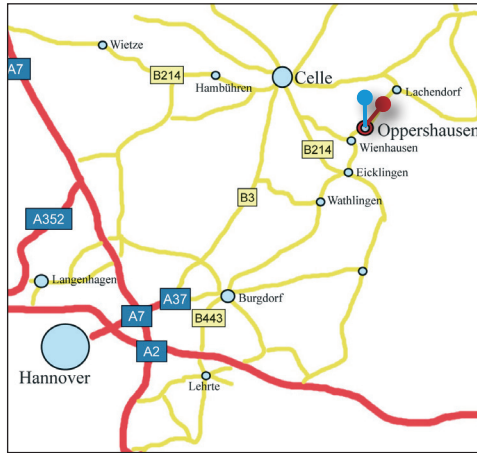 Wietze
A7
B214
Celle
Hambühren
Lachendorf
Oppershausen
B214
Wienhausen
Eicklingen
B3
Wathlingen
A352
Langenhagen
A37
Burgdorf
A7
B443
A2
Hannover
Lehrte